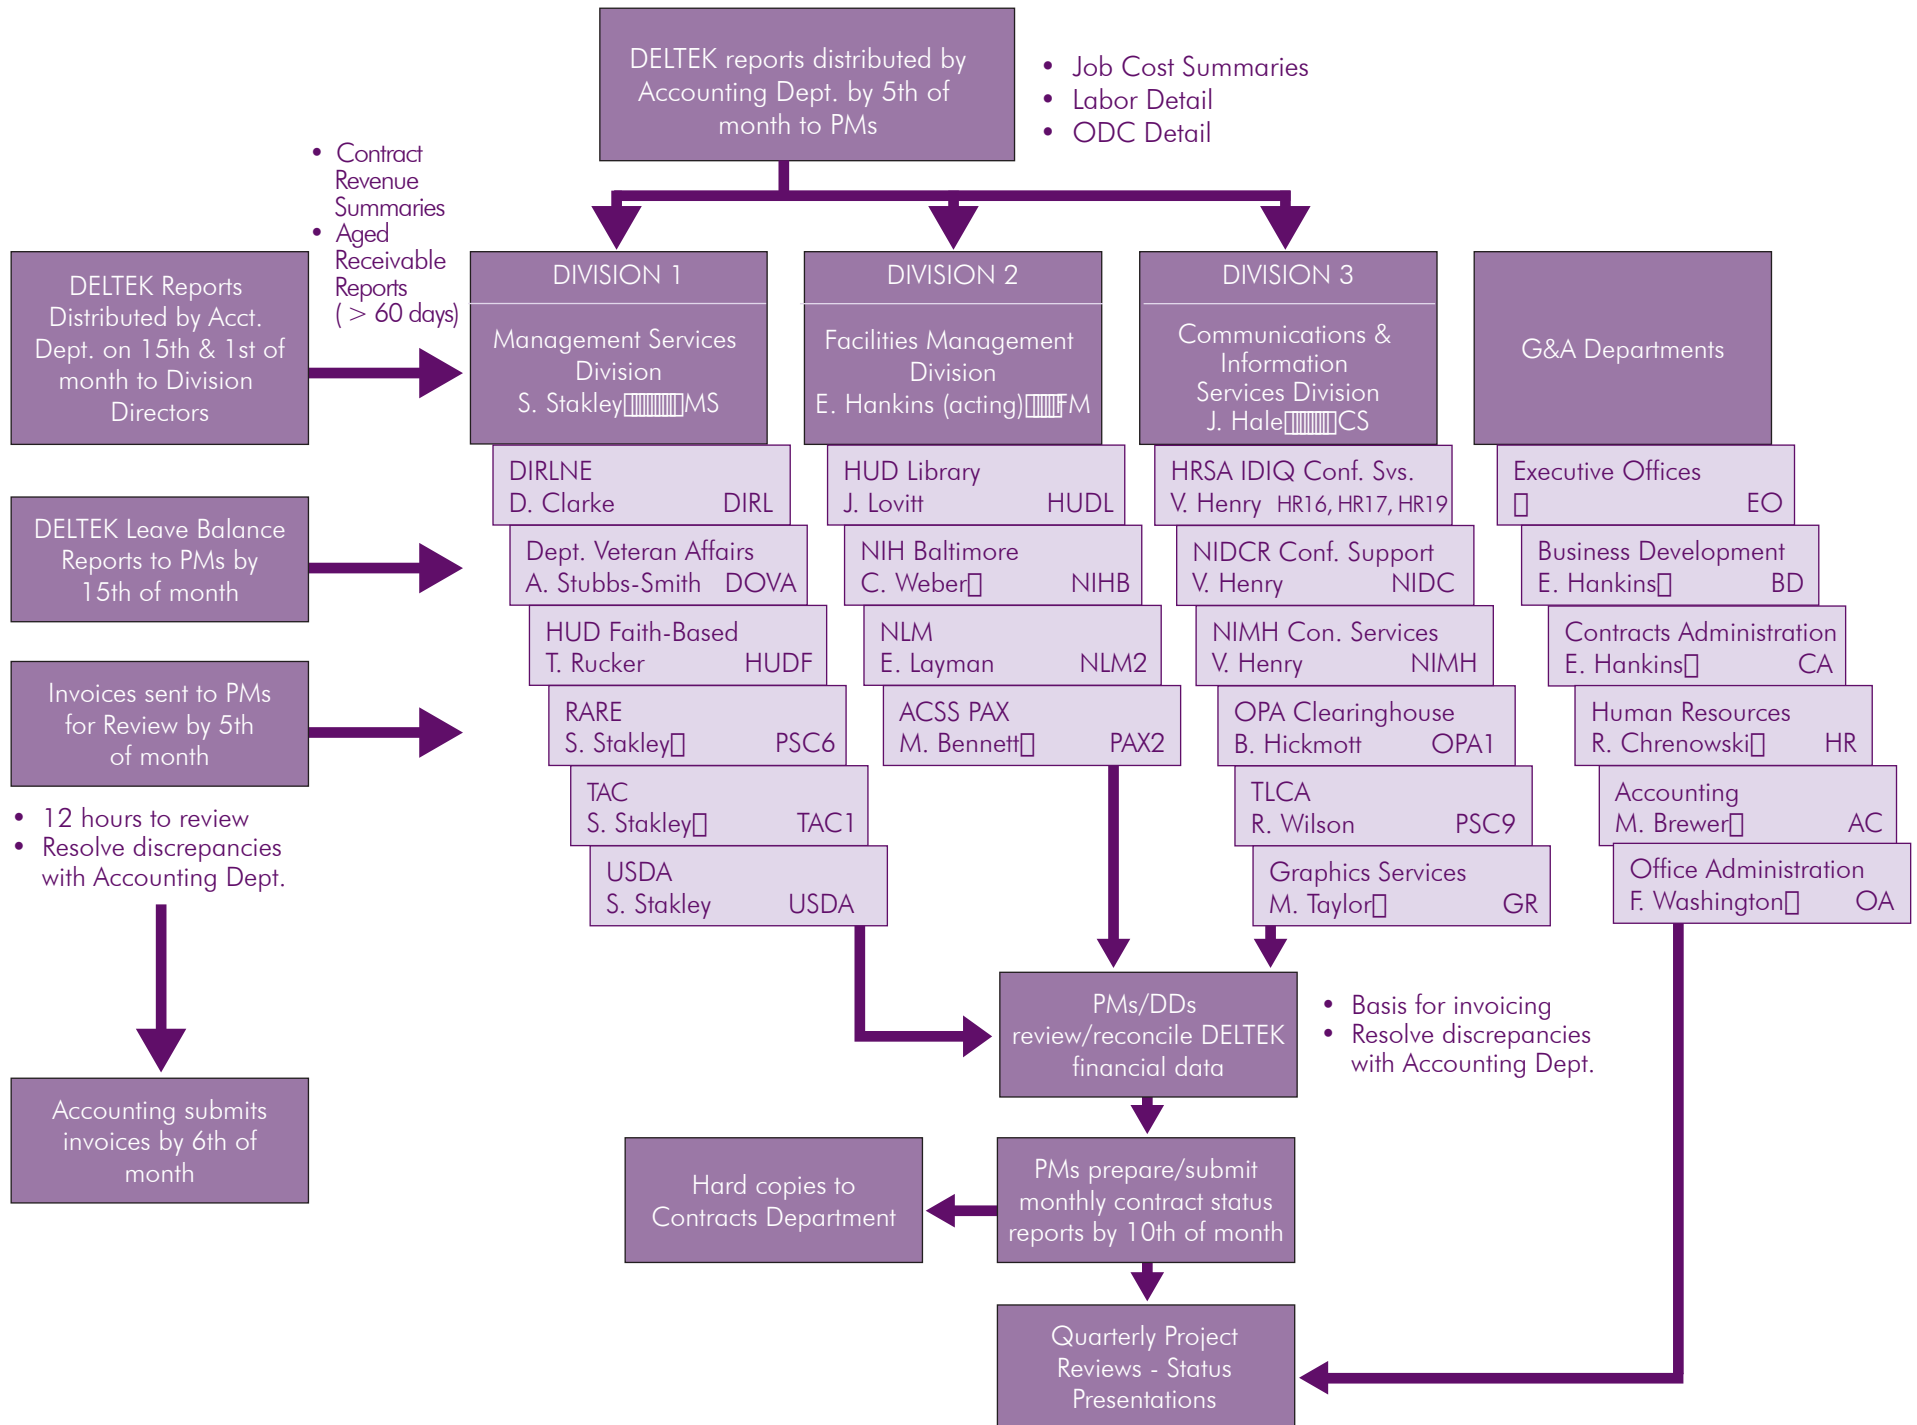 DELTEK reports distributed by
Accounting Dept. by 5th of
month to PMs
• Job Cost Summaries
• Labor Detail
• ODC Detail
• Contract
Revenue
Summaries
• Aged
Receivable
Reports
( > 60 days)
DELTEK Reports
Distributed by Acct.
Dept. on 15th & 1st of
month to Division
Directors
DELTEK Leave Balance
Reports to PMs by
15th of month
Invoices sent to PMs
for Review by 5th
of month
• 12 hours to review
• Resolve discrepancies
with Accounting Dept.
Accounting submits
invoices by 6th of
month
DIVISION 1
Management Services
Division
S. Stakley MS
DIRLNE
D. Clarke DIRL
Dept. Veteran Affairs
A. Stubbs-Smith DOVA
HUD Faith-Based
T. Rucker HUDF
RARE
S. Stakley PSC6
TAC
S. Stakley TAC1
USDA
S. Stakley USDA
DIVISION 2
Facilities Management
Division
E. Hankins (acting) FM
HUD Library
J. Lovitt HUDL
NIH Baltimore
C. Weber NIHB
NLM
E. Layman NLM2
ACSS PAX
M. Bennett PAX2
DIVISION 3
Communications &
Information
Services Division
J. Hale CS
HRSA IDIQ Conf. Svs.
V. Henry HR16, HR17, HR19
NIDCR Conf. Support
V. Henry NIDC
NIMH Con. Services
V. Henry NIMH
OPA Clearinghouse
B. Hickmott OPA1
TLCA
R. Wilson PSC9
Graphics Services
M. Taylor GR
G&A Departments
Executive Offices
EO
Business Development
E. Hankins BD
Contracts Administration
E. Hankins CA
Human Resources
R. Chrenowski HR
Accounting
M. Brewer AC
Office Administration
F. Washington OA
PMs/DDs
review/reconcile DELTEK
financial data
• Basis for invoicing
• Resolve discrepancies
with Accounting Dept.
Hard copies to
Contracts Department
PMs prepare/submit
monthly contract status
reports by 10th of month
Quarterly Project
Reviews - Status
Presentations